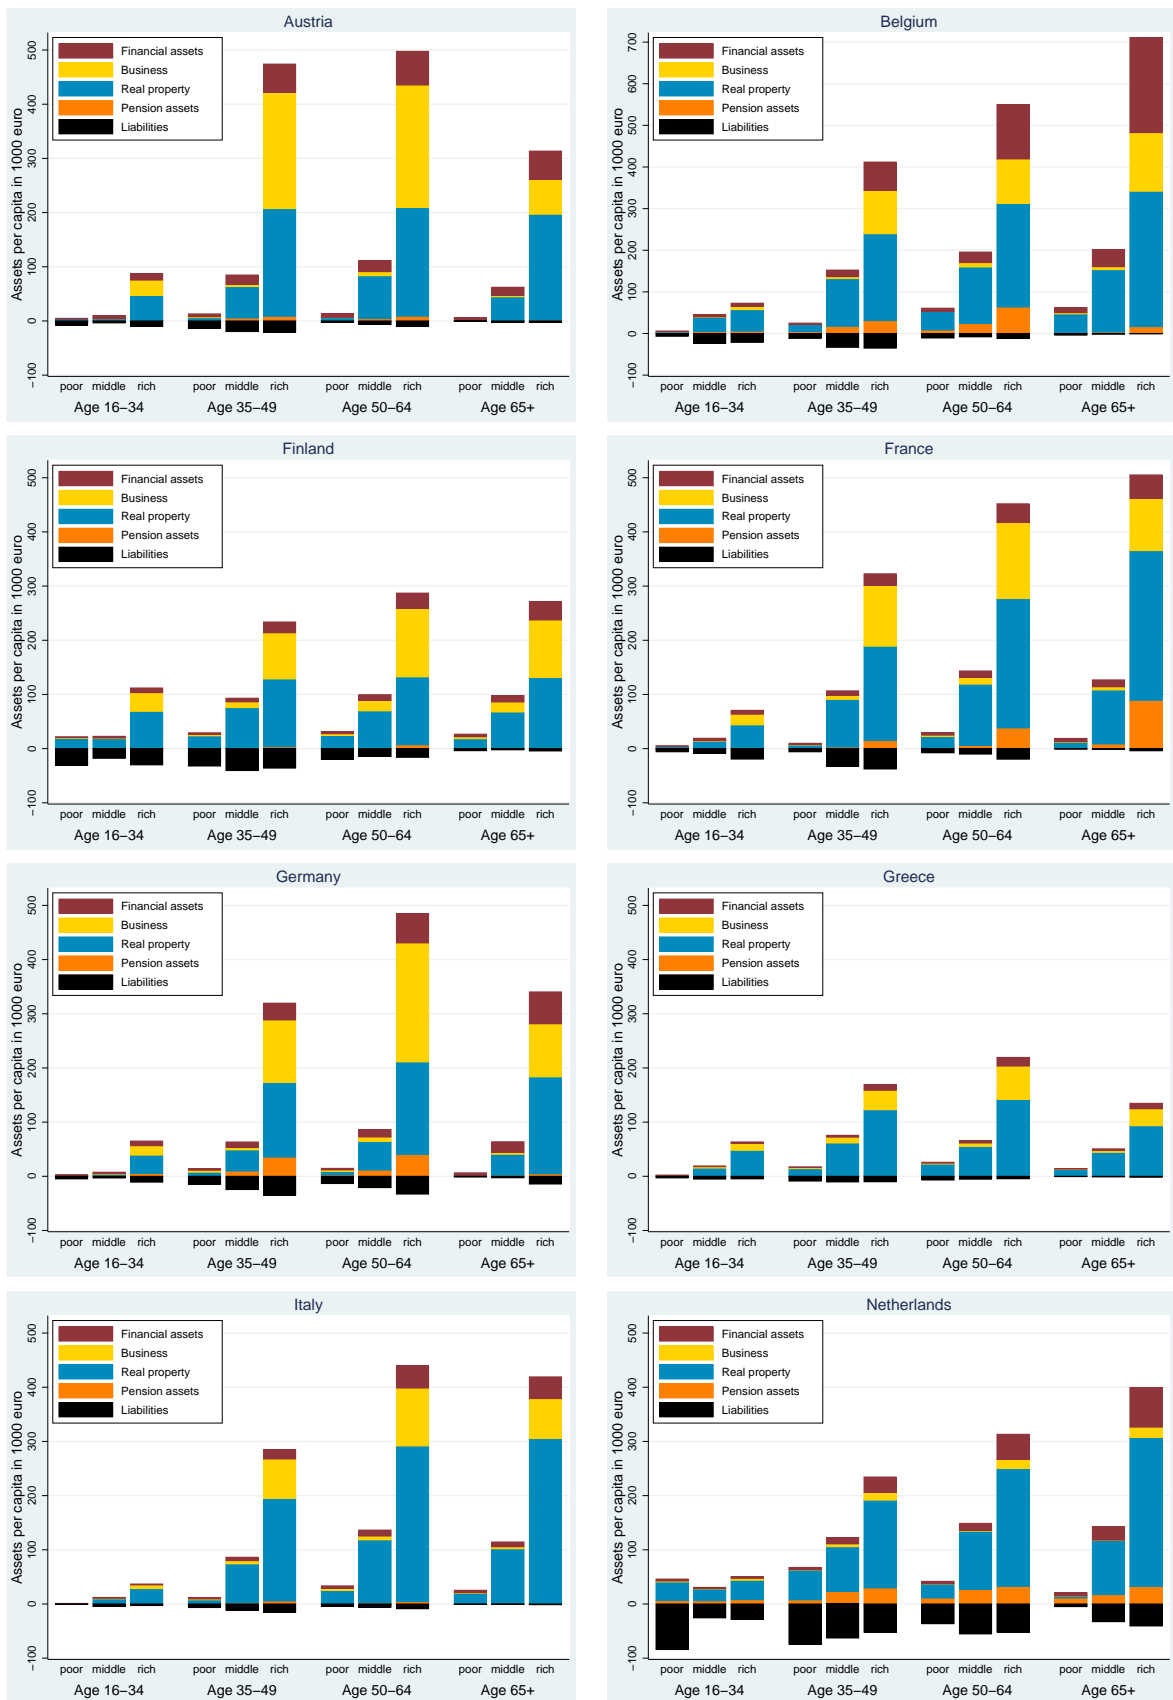 Austria
Assets per capita in 1000 euro
500
400
300
200
100
0
−100
Financial assets
Business
Real property
Pension assets
Liabilities
poor middle rich poor middle rich poor middle rich poor middle rich
Age 16−34 Age 35−49 Age 50−64 Age 65+
Belgium
Assets per capita in 1000 euro
700
600
500
400
300
200
100
0
−100
Financial assets
Business
Real property
Pension assets
Liabilities
poor middle rich poor middle rich poor middle rich poor middle rich
Age 16−34 Age 35−49 Age 50−64 Age 65+
Finland
Assets per capita in 1000 euro
500
400
300
200
100
0
−100
Financial assets
Business
Real property
Pension assets
Liabilities
poor middle rich poor middle rich poor middle rich poor middle rich
Age 16−34 Age 35−49 Age 50−64 Age 65+
France
Assets per capita in 1000 euro
500
400
300
200
100
0
−100
Financial assets
Business
Real property
Pension assets
Liabilities
poor middle rich poor middle rich poor middle rich poor middle rich
Age 16−34 Age 35−49 Age 50−64 Age 65+
Germany
Assets per capita in 1000 euro
500
400
300
200
100
0
−100
Financial assets
Business
Real property
Pension assets
Liabilities
poor middle rich poor middle rich poor middle rich poor middle rich
Age 16−34 Age 35−49 Age 50−64 Age 65+
Greece
Assets per capita in 1000 euro
500
400
300
200
100
0
−100
Financial assets
Business
Real property
Pension assets
Liabilities
poor middle rich poor middle rich poor middle rich poor middle rich
Age 16−34 Age 35−49 Age 50−64 Age 65+
Italy
Assets per capita in 1000 euro
500
400
300
200
100
0
−100
Financial assets
Business
Real property
Pension assets
Liabilities
poor middle rich poor middle rich poor middle rich poor middle rich
Age 16−34 Age 35−49 Age 50−64 Age 65+
Netherlands
Assets per capita in 1000 euro
500
400
300
200
100
0
−100
Financial assets
Business
Real property
Pension assets
Liabilities
poor middle rich poor middle rich poor middle rich poor middle rich
Age 16−34 Age 35−49 Age 50−64 Age 65+